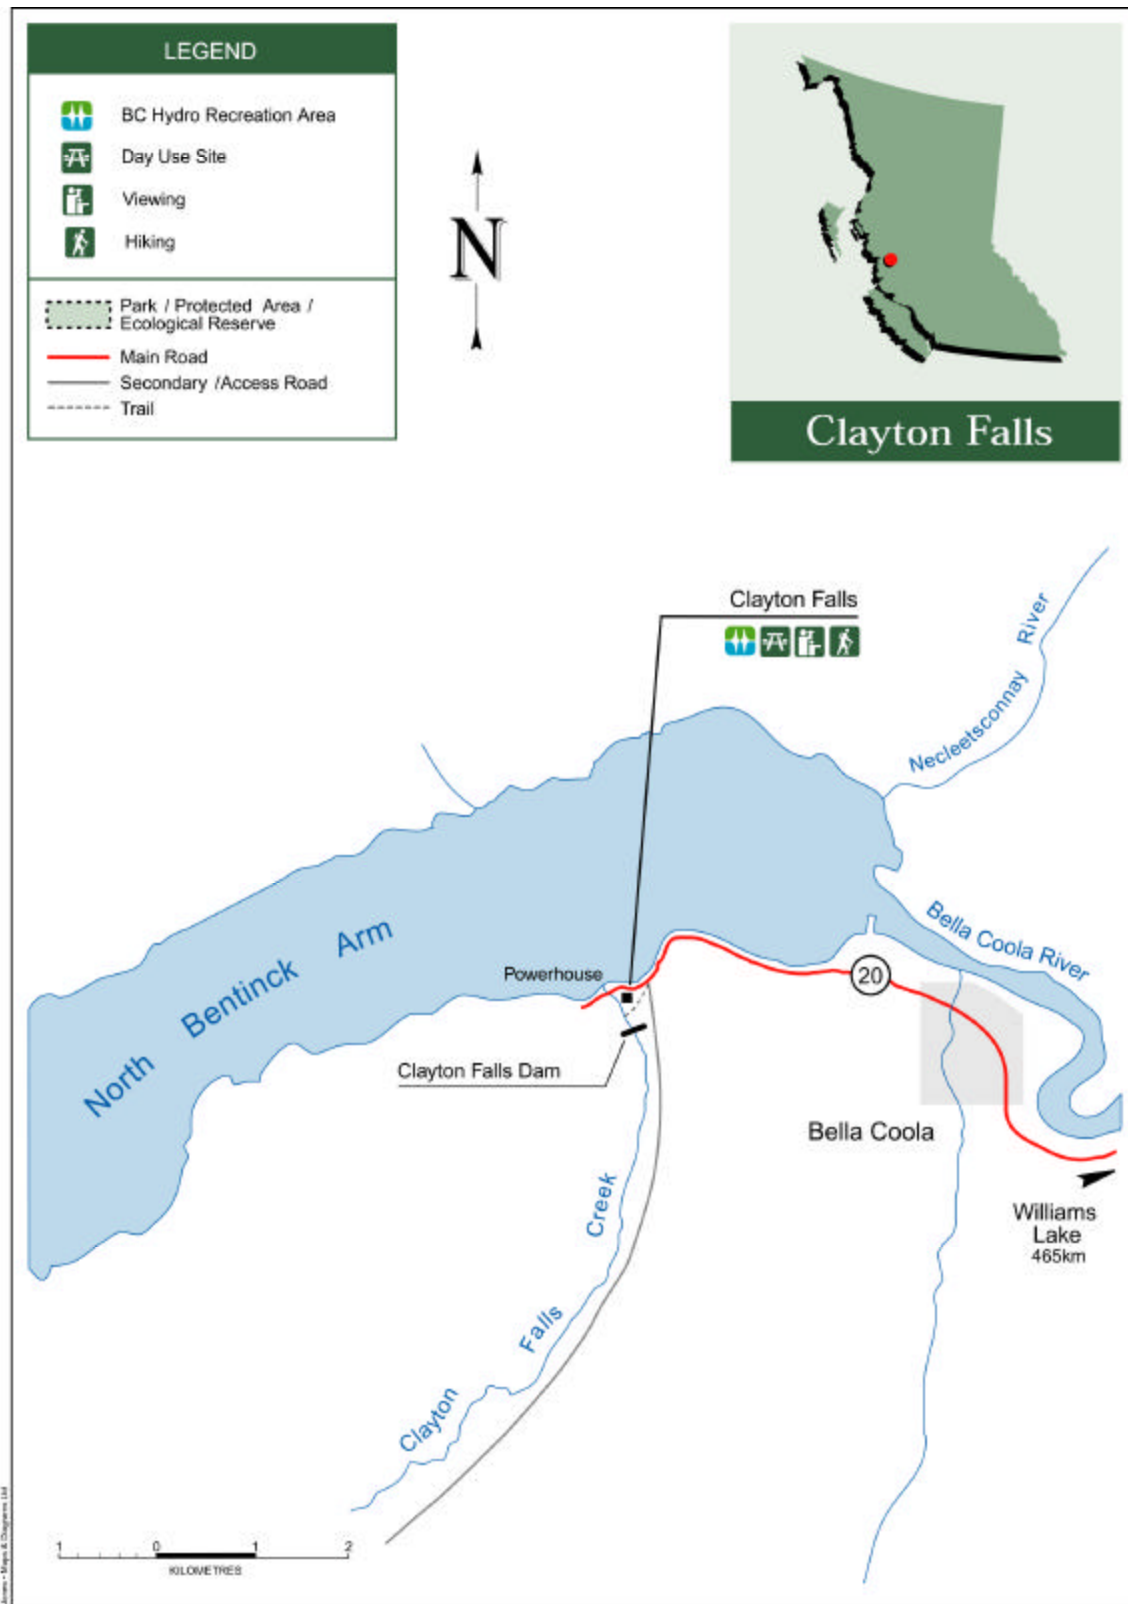 LEGEND
BC Hydro Recreation Area
Day Use Site
Viewing
Hiking
Park / Protected Area /
Ecological Reserve
Main Road
Secondary /Access Road
Trail
N
Clayton Falls
Clayton Falls
Necleetsconnay River
Bella Coola River
North Bentinck Arm
Powerhouse
20
Clayton Falls Dam
Bella Coola
Williams
Lake
465km
Clayton Falls Creek
1 0 1 2
KILOMETRES